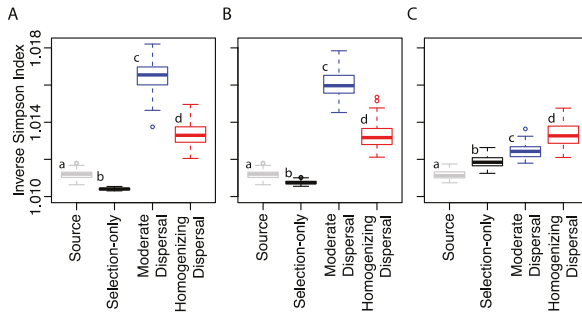 A
B
C
Inverse Simpson Index
1.018
1.014
1.010
a
b
c
d
a
b
c
d
a
b
c
d
Source
Selection-only
Moderate
Dispersal
Homogenizing
Dispersal
Source
Selection-only
Moderate
Dispersal
Homogenizing
Dispersal
Source
Selection-only
Moderate
Dispersal
Homogenizing
Dispersal